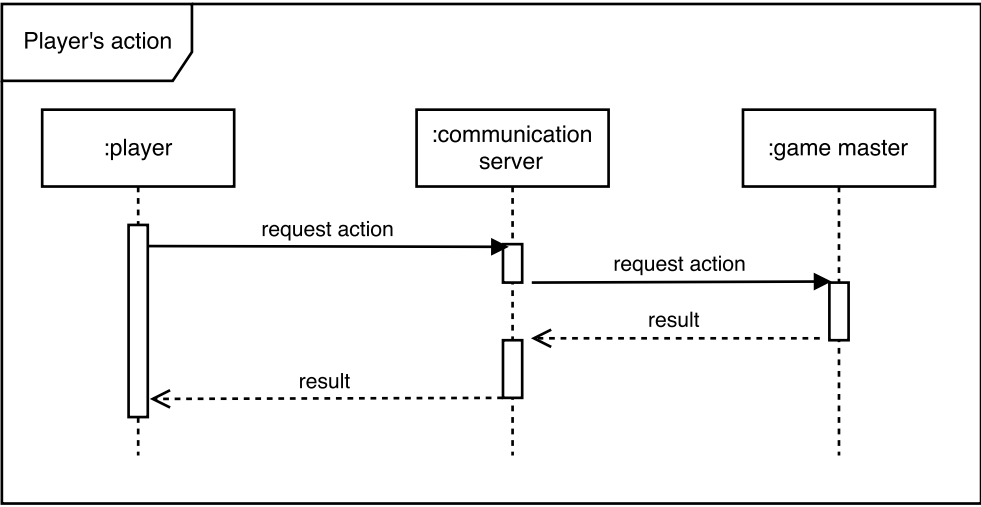 Player's action
:player
:communication
server
:game master
request action
request action
result
result